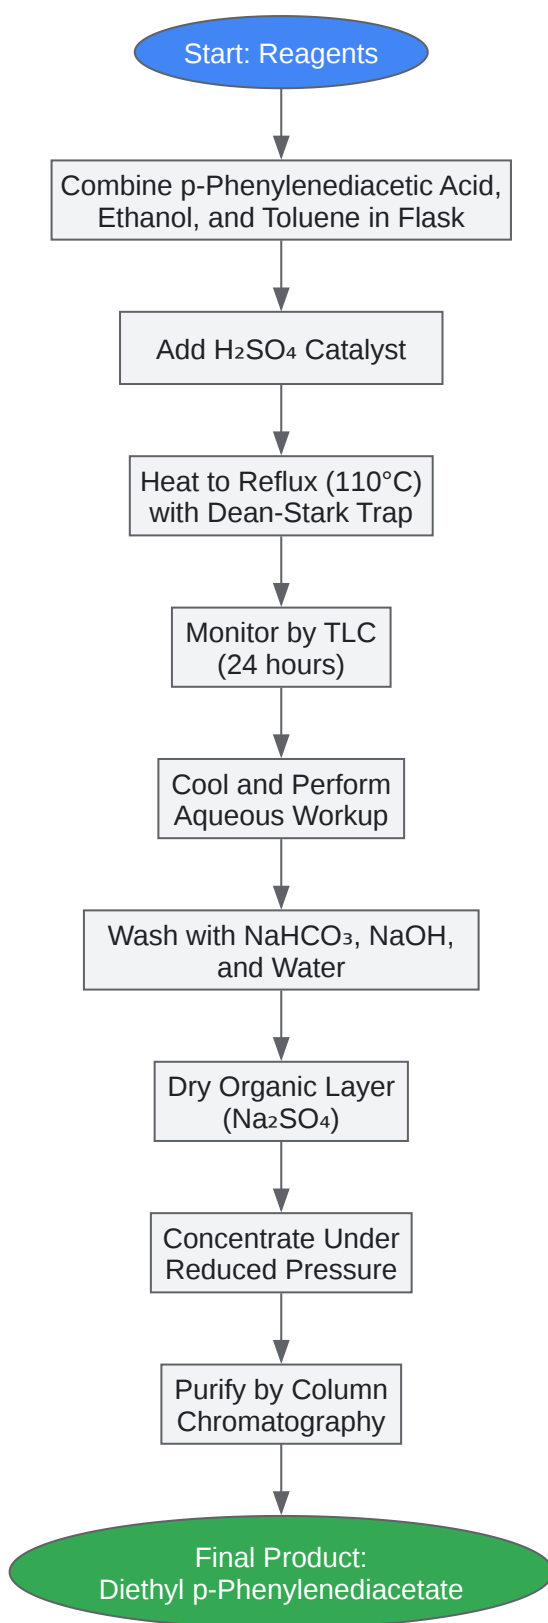 Start: Reagents
Combine p-Phenylenediacetic Acid,
Ethanol, and Toluene in Flask
Add H₂SO₄ Catalyst
Heat to Reflux (110°C)
with Dean-Stark Trap
Monitor by TLC
(24 hours)
Cool and Perform
Aqueous Workup
Wash with NaHCO₃, NaOH,
and Water
Dry Organic Layer
(Na₂SO₄)
Concentrate Under
Reduced Pressure
Purify by Column
Chromatography
Final Product:
Diethyl p-Phenylenediacetate